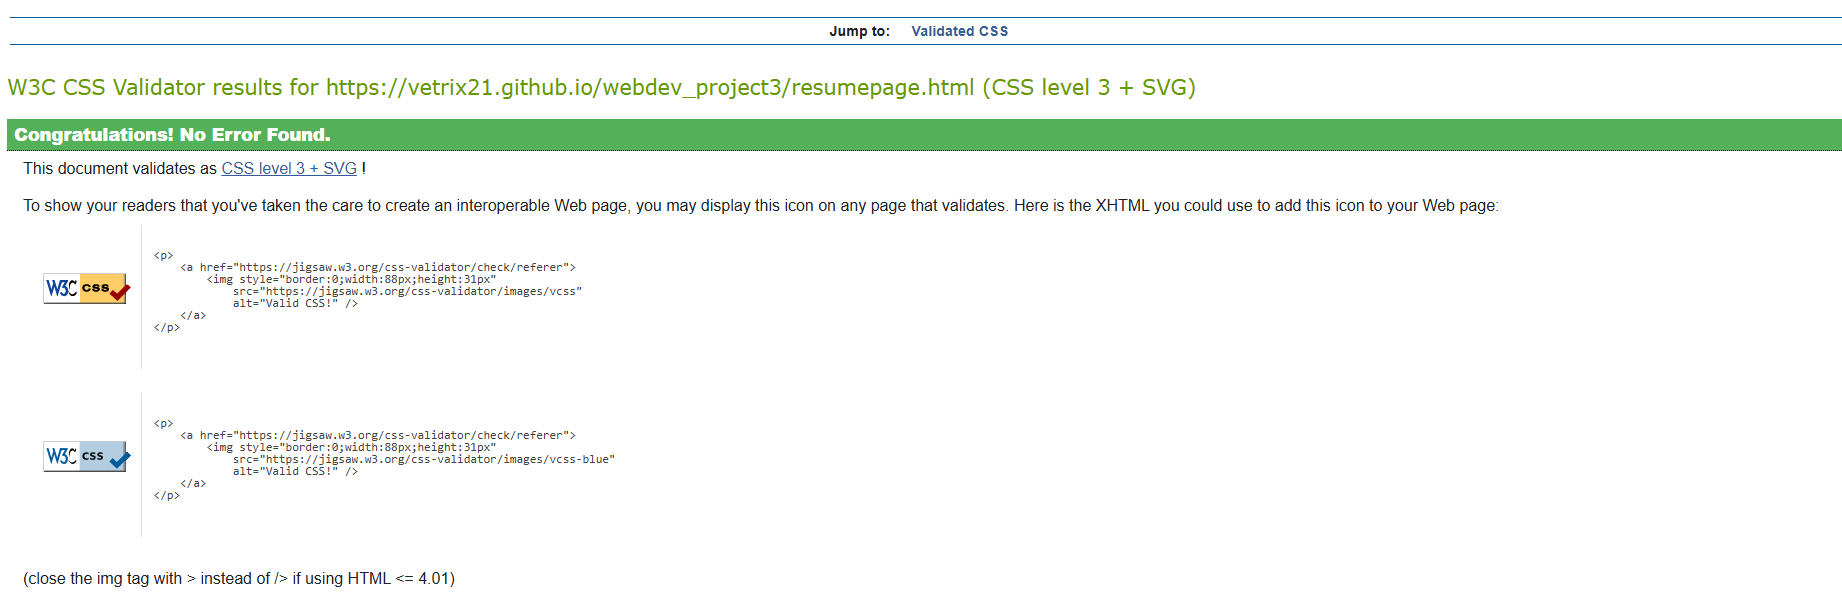 Jump to: Validated CSS
W3C CSS Validator results for https://vetrix21.github.io/webdev_project3/resumepage.html (CSS level 3 + SVG)
Congratulations! No Error Found.
This document validates as CSS level 3 + SVG !
To show your readers that you've taken the care to create an interoperable Web page, you may display this icon on any page that validates. Here is the XHTML you could use to add this icon to your Web page:
W3C css
<p>
    <a href="https://jigsaw.w3.org/css-validator/check/referer">
        <img style="border:0;width:88px;height:31px"
            src="https://jigsaw.w3.org/css-validator/images/vcss"
            alt="Valid CSS!" />
    </a>
</p>
W3C css
<p>
    <a href="https://jigsaw.w3.org/css-validator/check/referer">
        <img style="border:0;width:88px;height:31px"
            src="https://jigsaw.w3.org/css-validator/images/vcss-blue"
            alt="Valid CSS!" />
    </a>
</p>
(close the img tag with > instead of /> if using HTML <= 4.01)